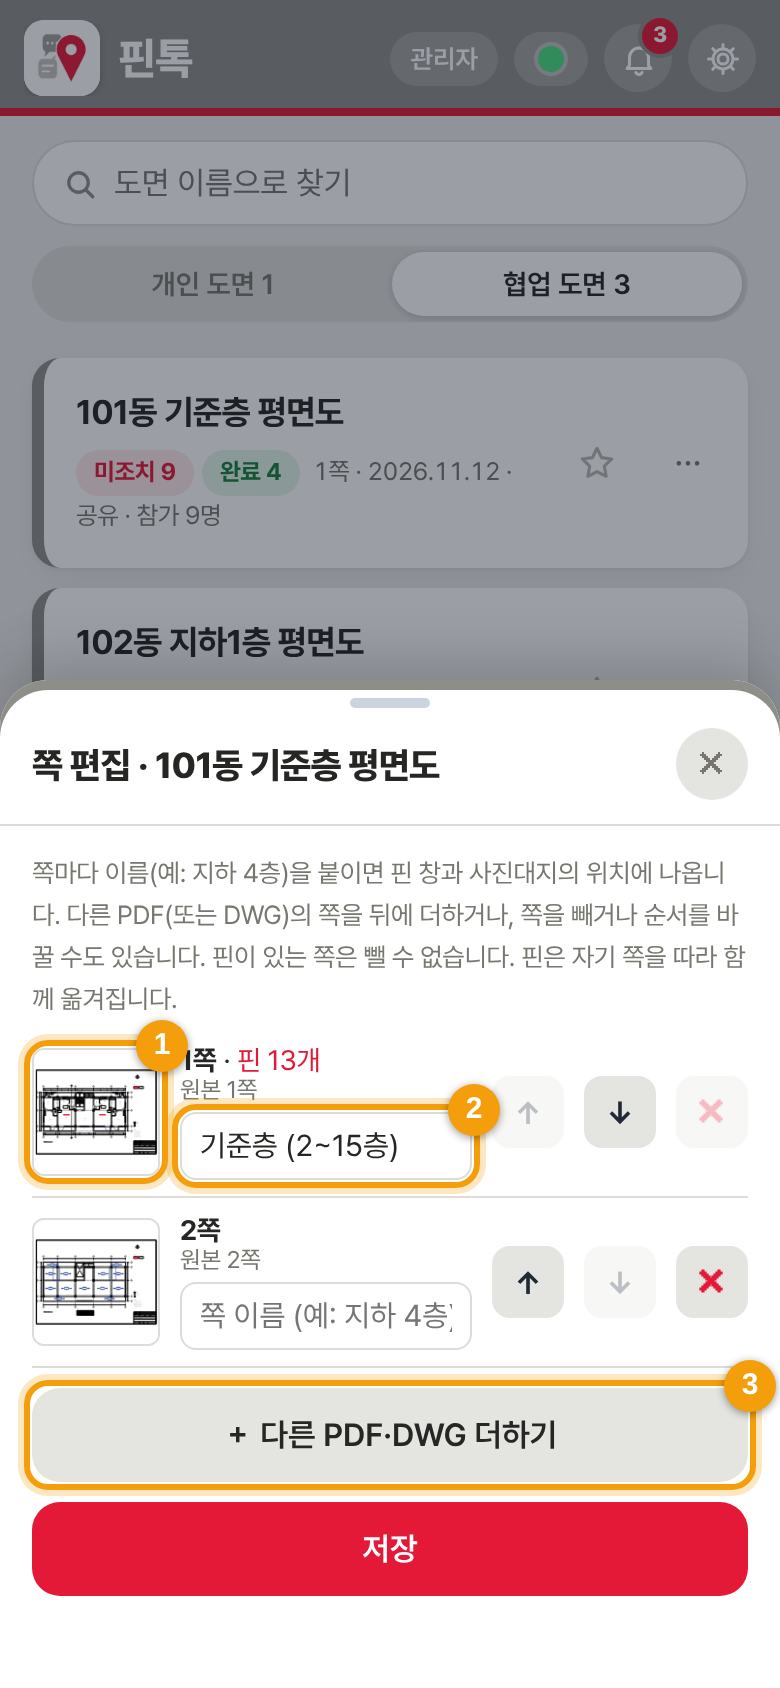 핀톡
관리자
3
도면 이름으로 찾기
개인 도면 1
협업 도면 3
101동 기준층 평면도
미조치 9
완료 4
1쪽 · 2026.11.12 ·
공유 · 참가 9명
102동 지하1층 평면도
쪽 편집 · 101동 기준층 평면도
쪽마다 이름(예: 지하 4층)을 붙이면 핀 창과 사진대지의 위치에 나옵니
다. 다른 PDF(또는 DWG)의 쪽을 뒤에 더하거나, 쪽을 빼거나 순서를 바
꿀 수도 있습니다. 핀이 있는 쪽은 뺄 수 없습니다. 핀은 자기 쪽을 따라 함
께 옮겨집니다.
1
1쪽 · 핀 13개
원본 1쪽
2
기준층 (2~15층)
2쪽
원본 2쪽
쪽 이름 (예: 지하 4층)
3
+ 다른 PDF·DWG 더하기
저장